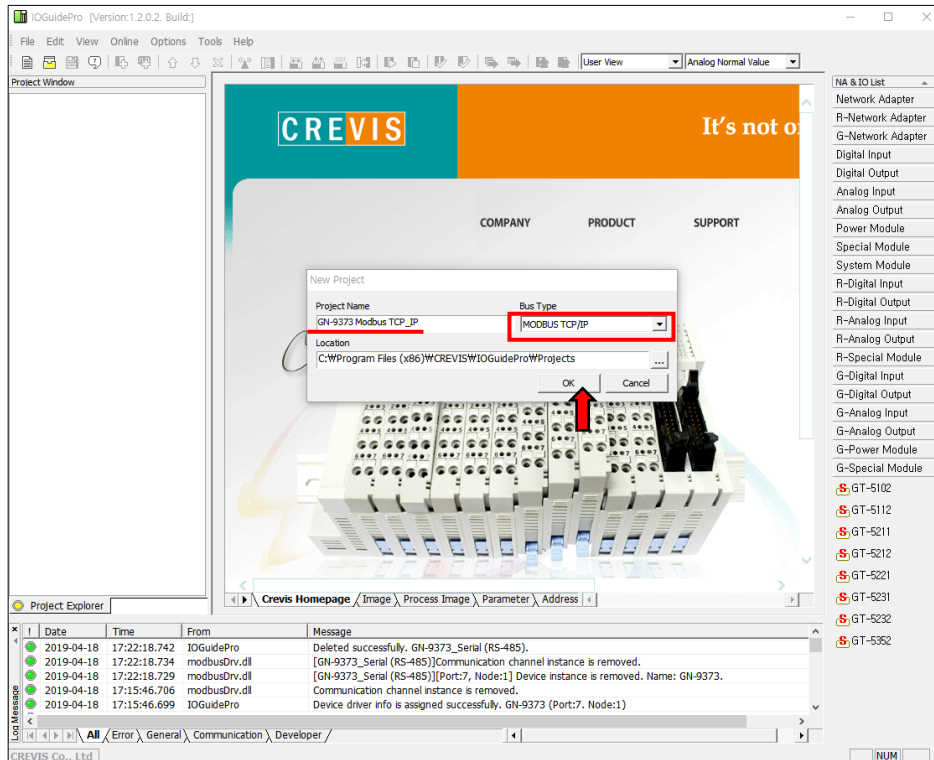 IOGuidePro [Version:1.2.0.2. Build:]
File Edit View Online Options Tools Help
User View Analog Normal Value
Project Window
NA & IO List
Network Adapter
R-Network Adapter
G-Network Adapter
Digital Input
Digital Output
Analog Input
Analog Output
Power Module
Special Module
System Module
R-Digital Input
R-Digital Output
R-Analog Input
R-Analog Output
R-Special Module
G-Digital Input
G-Digital Output
G-Analog Input
G-Analog Output
G-Power Module
G-Special Module
GT-5102
GT-5112
GT-5211
GT-5212
GT-5221
GT-5231
GT-5232
GT-5352
CREVIS
It's not o
COMPANY PRODUCT SUPPORT
New Project
Project Name Bus Type
GN-9373 Modbus TCP_IP MODBUS TCP/IP
Location
C:₩Program Files (x86)₩CREVIS₩IOGuidePro₩Projects ...
OK Cancel
Project Explorer
Crevis Homepage Image Process Image Parameter Address
! Date Time From Message
2019-04-18 17:22:18.742 IOGuidePro Deleted successfully. GN-9373_Serial (RS-485).
2019-04-18 17:22:18.734 modbusDrv.dll [GN-9373_Serial (RS-485)]Communication channel instance is removed.
2019-04-18 17:22:18.729 modbusDrv.dll [GN-9373_Serial (RS-485)][Port:7, Node:1] Device instance is removed. Name: GN-9373.
2019-04-18 17:15:46.706 modbusDrv.dll Communication channel instance is removed.
2019-04-18 17:15:46.699 IOGuidePro Device driver info is assigned successfully. GN-9373 (Port:7. Node:1)
Log Message
All Error General Communication Developer
CREVIS Co., Ltd NUM